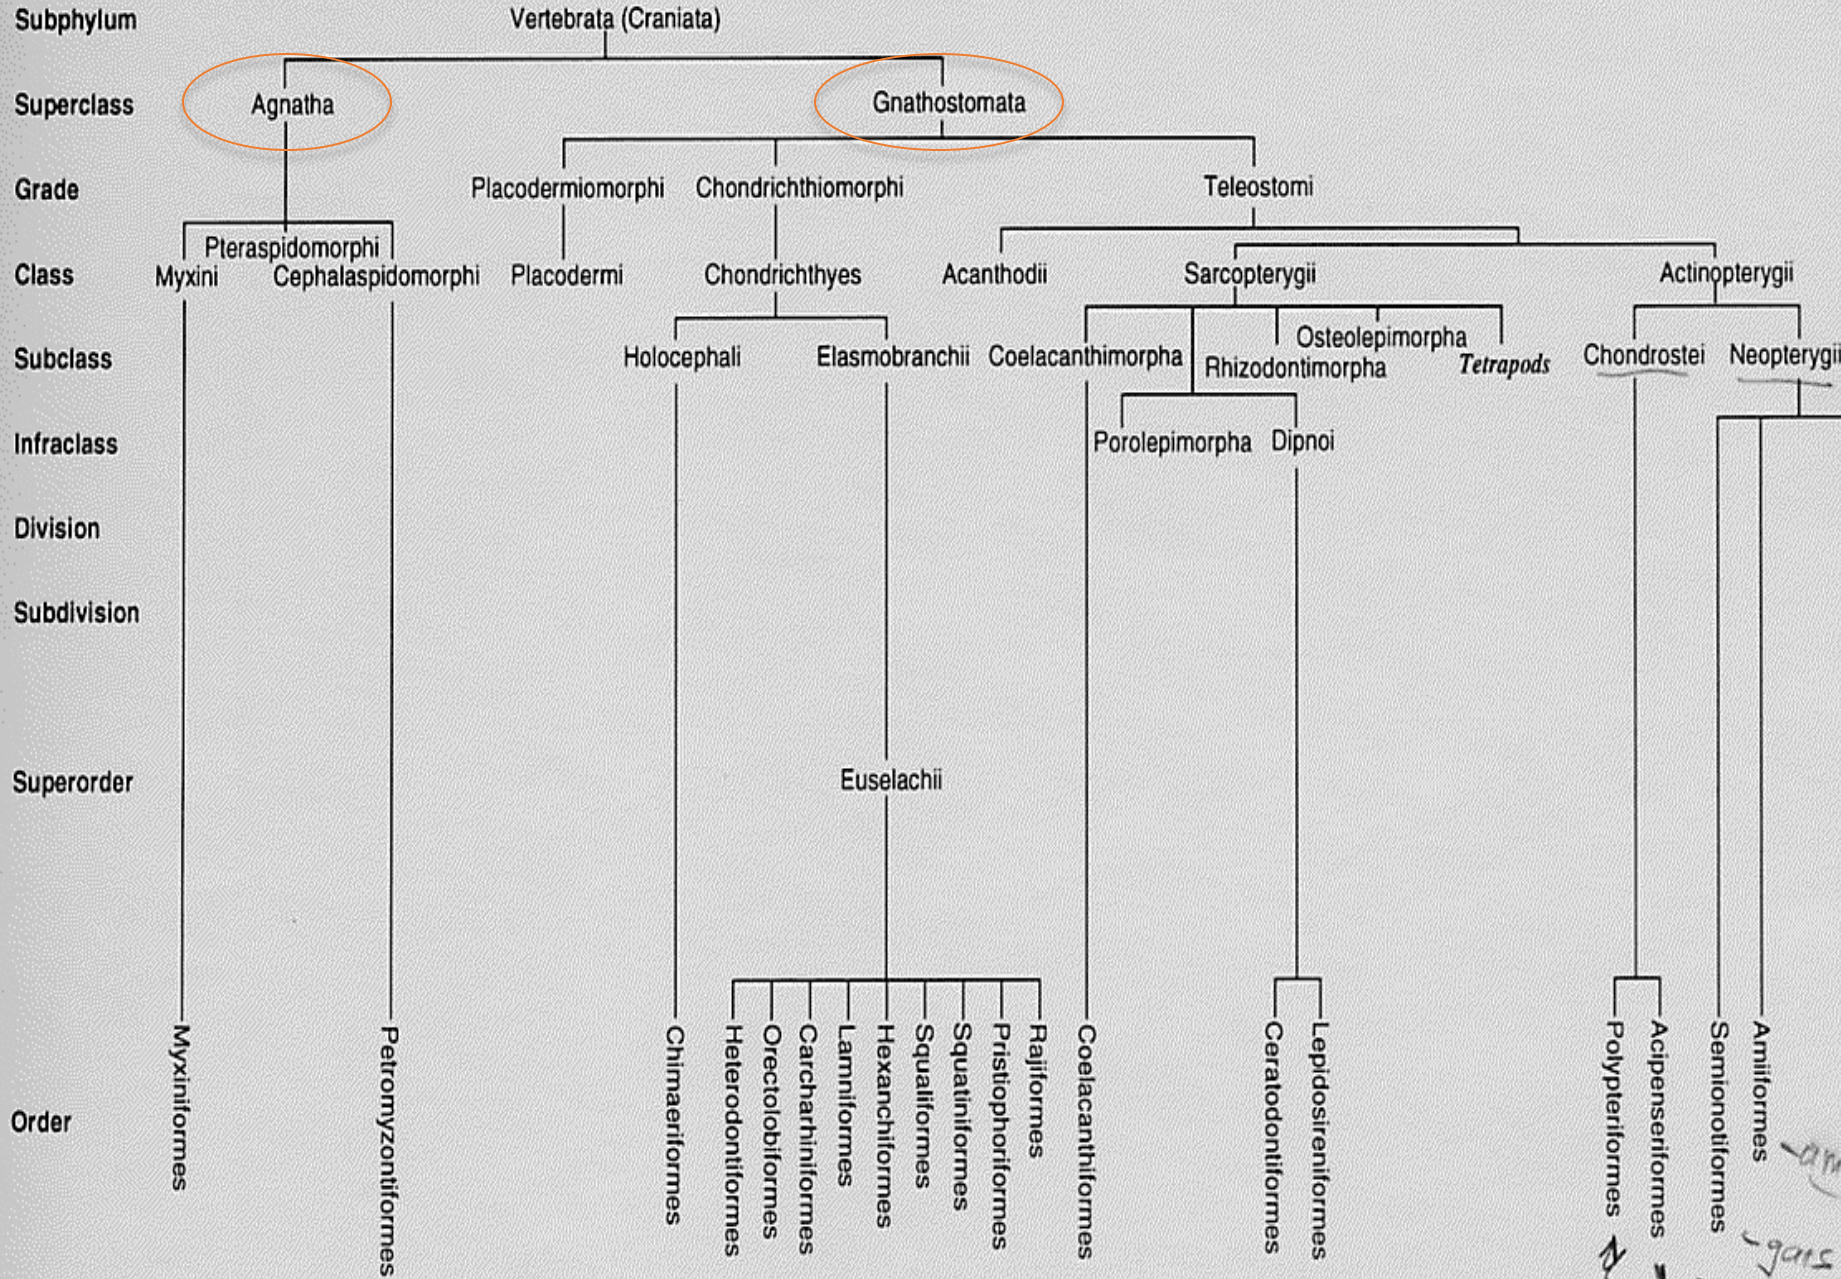 Subphylum Vertebrata (Craniata)
Superclass Agnatha Gnathostomata
Grade Placodermiomorphi Chondrichthiomorphi Teleostomi
Pteraspidomorphi
Class Myxini Cephalaspidomorphi Placodermi Chondrichthyes Acanthodii Sarcopterygii Actinopterygii
Osteolepimorpha
Subclass Holocephali Elasmobranchii Coelacanthimorpha Rhizodontimorpha Tetrapods Chondrostei Neopterygii
Infraclass Porolepimorpha Dipnoi
Division
Subdivision
Superorder Euselachii
Order
Myxiniformes
Petromyzontiformes
Chimaeriformes
Heterodontiformes
Orectolobiformes
Carcharhiniformes
Lamniformes
Hexanchiformes
Squaliformes
Squatiniformes
Pristiophoriformes
Rajiformes
Coelacanthiformes
Ceratodontiformes
Lepidosireniformes
Polypteriformes
Acipenseriformes
Semionotiformes
Amiiformes
-gars